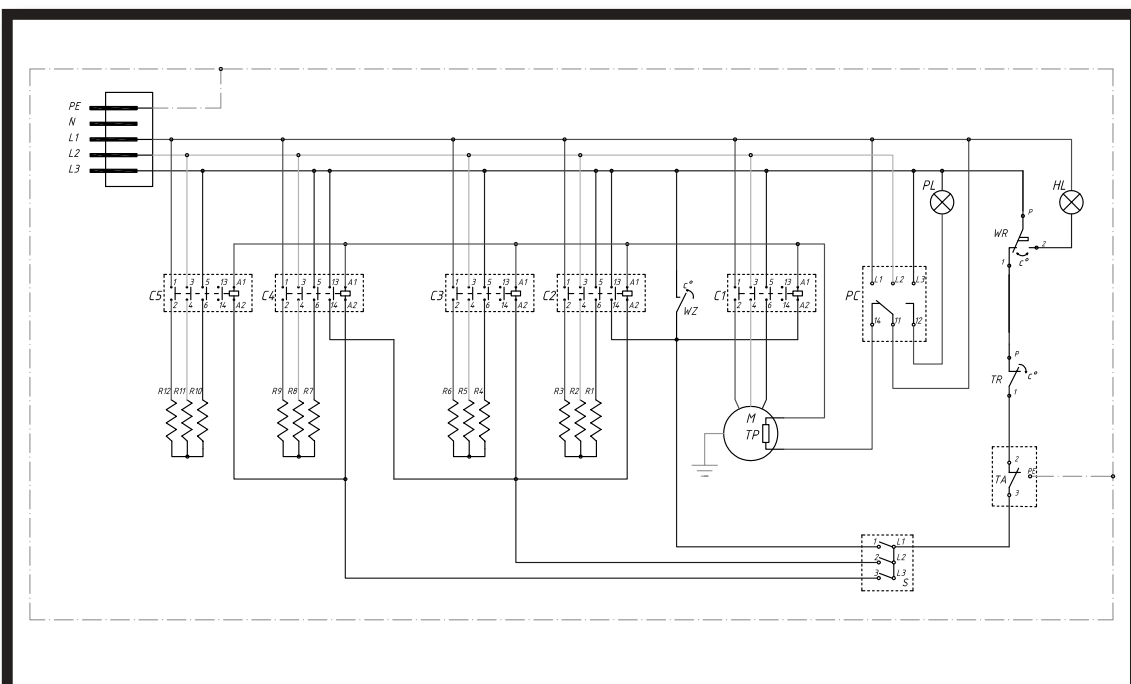 PE
N
L1
L2
L3
PL
HL
P
WR
2
1
c°
C5
1 3 5 13 A1
2 4 6 14 A2
C4
1 3 5 13 A1
2 4 6 14 A2
C3
1 3 5 13 A1
2 4 6 14 A2
C2
1 3 5 13 A1
2 4 6 14 A2
c°
WZ
C1
1 3 5 13 A1
2 4 6 14 A2
L1 L2 L3
PC
14 11 12
P
TR
c°
1
R12 R11 R10
R9 R8 R7
R6 R5 R4
R3 R2 R1
M
TP
2
TA
PE
3
1 L1
2 L2
3 L3
S